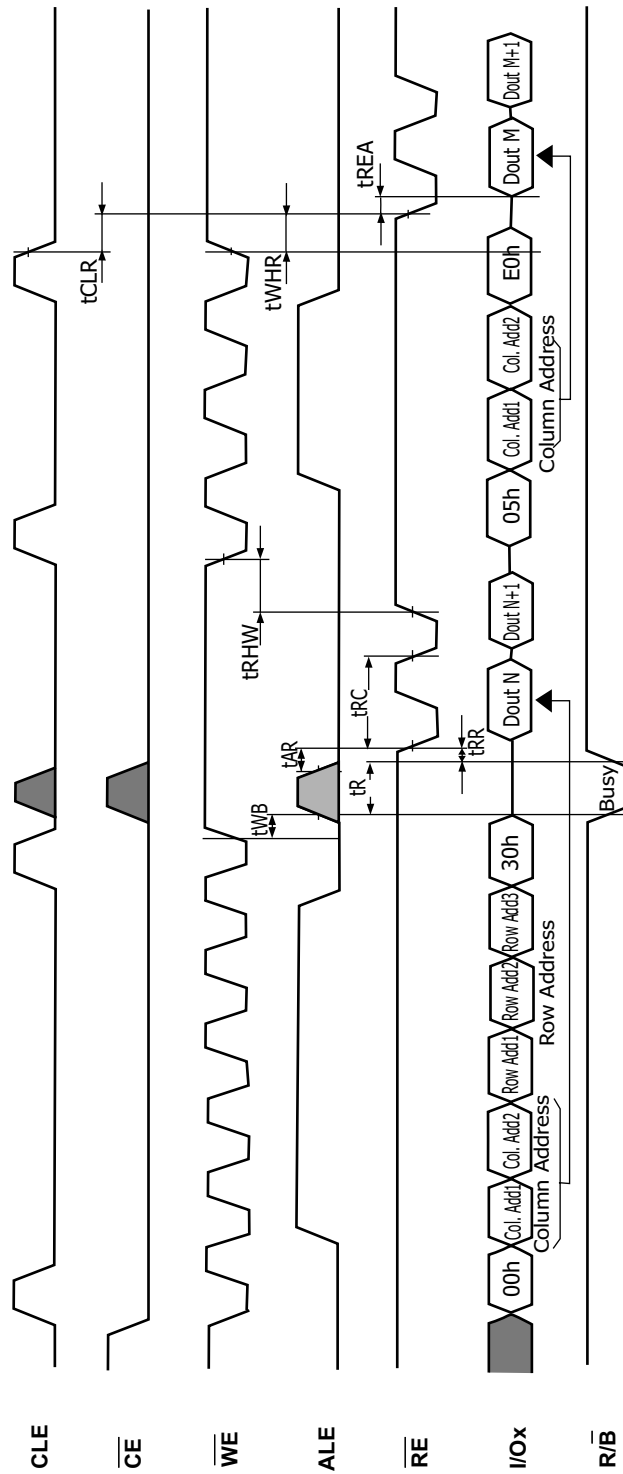 CLE
tCLR
CE
WE
tWB
tRHW
tWHR
ALE
tAR
RE
tR
tRR
tRC
tREA
I/Ox
00h
Col. Add1
Col. Add2
Row Add1
Row Add2
Row Add3
30h
Dout N
Dout N+1
05h
Col. Add1
Col. Add2
E0h
Dout M
Dout M+1
Column Address
Row Address
Column Address
R/B
Busy